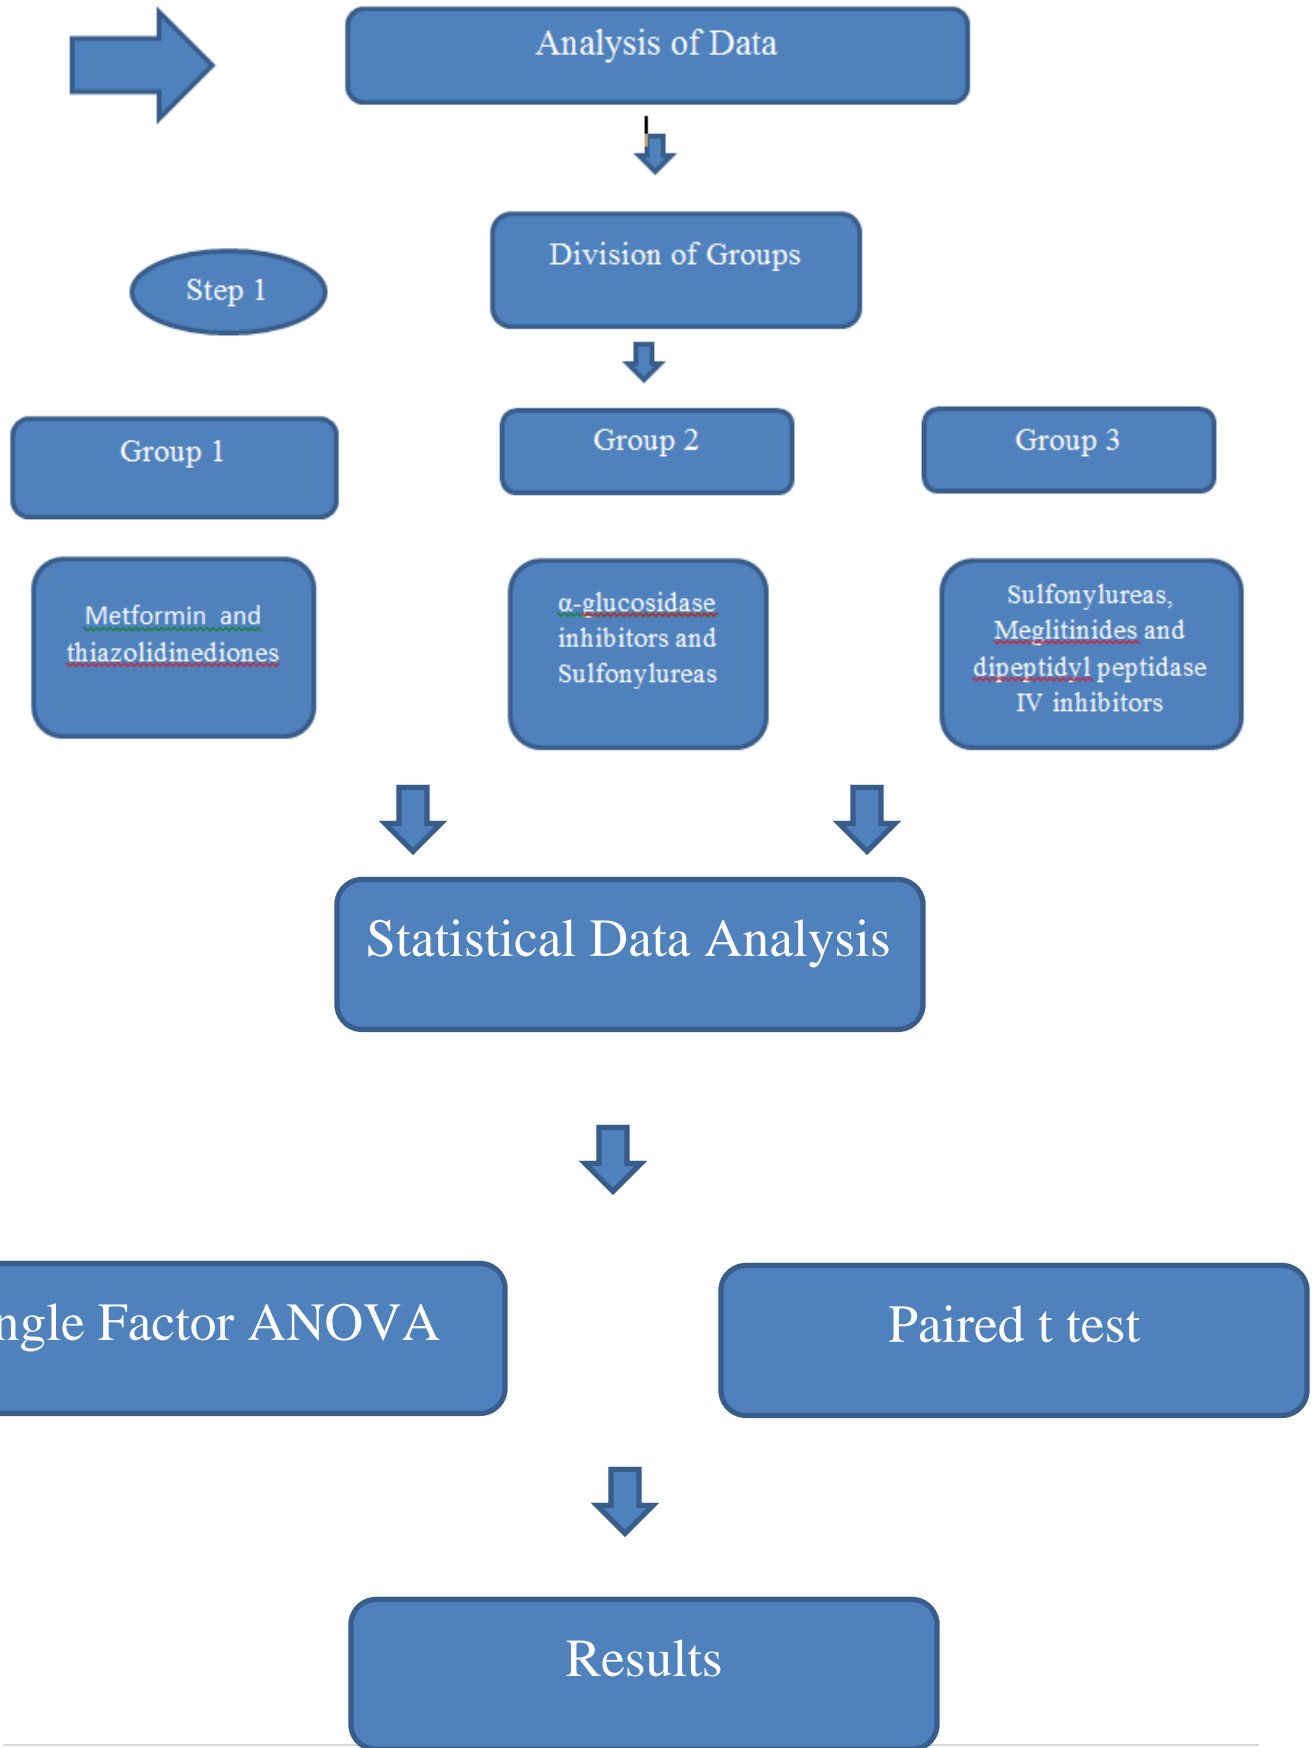 Analysis of Data
Division of Groups
Step 1
Group 1
Group 2
Group 3
Metformin and
thiazolidinediones
α-glucosidase
inhibitors and
Sulfonylureas
Sulfonylureas,
Meglitinides and
dipeptidyl peptidase
IV inhibitors
Statistical Data Analysis
ngle Factor ANOVA
Paired t test
Results